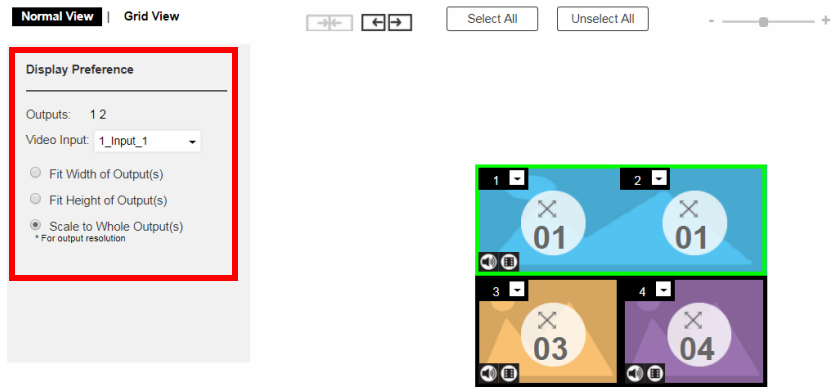 Normal View | Grid View
Select All
Unselect All
- +
Display Preference
Outputs: 1 2
Video Input: 1_Input_1
Fit Width of Output(s)
Fit Height of Output(s)
Scale to Whole Output(s)
* For output resolution
1 2
01 01
3 4
03 04